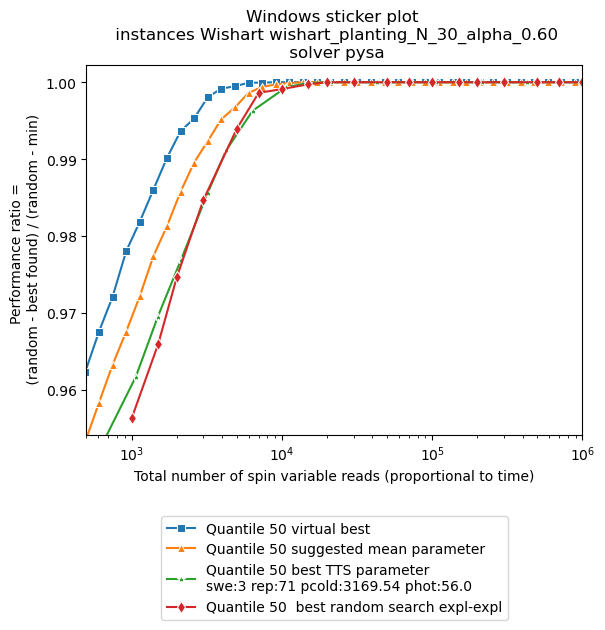 Windows sticker plot
instances Wishart wishart_planting_N_30_alpha_0.60
solver pysa
Performance ratio =
(random - best found) / (random - min)
1.00
0.99
0.98
0.97
0.96
10³
10⁴
10⁵
10⁶
Total number of spin variable reads (proportional to time)
Quantile 50 virtual best
Quantile 50 suggested mean parameter
Quantile 50 best TTS parameter
swe:3 rep:71 pcold:3169.54 phot:56.0
Quantile 50  best random search expl-expl